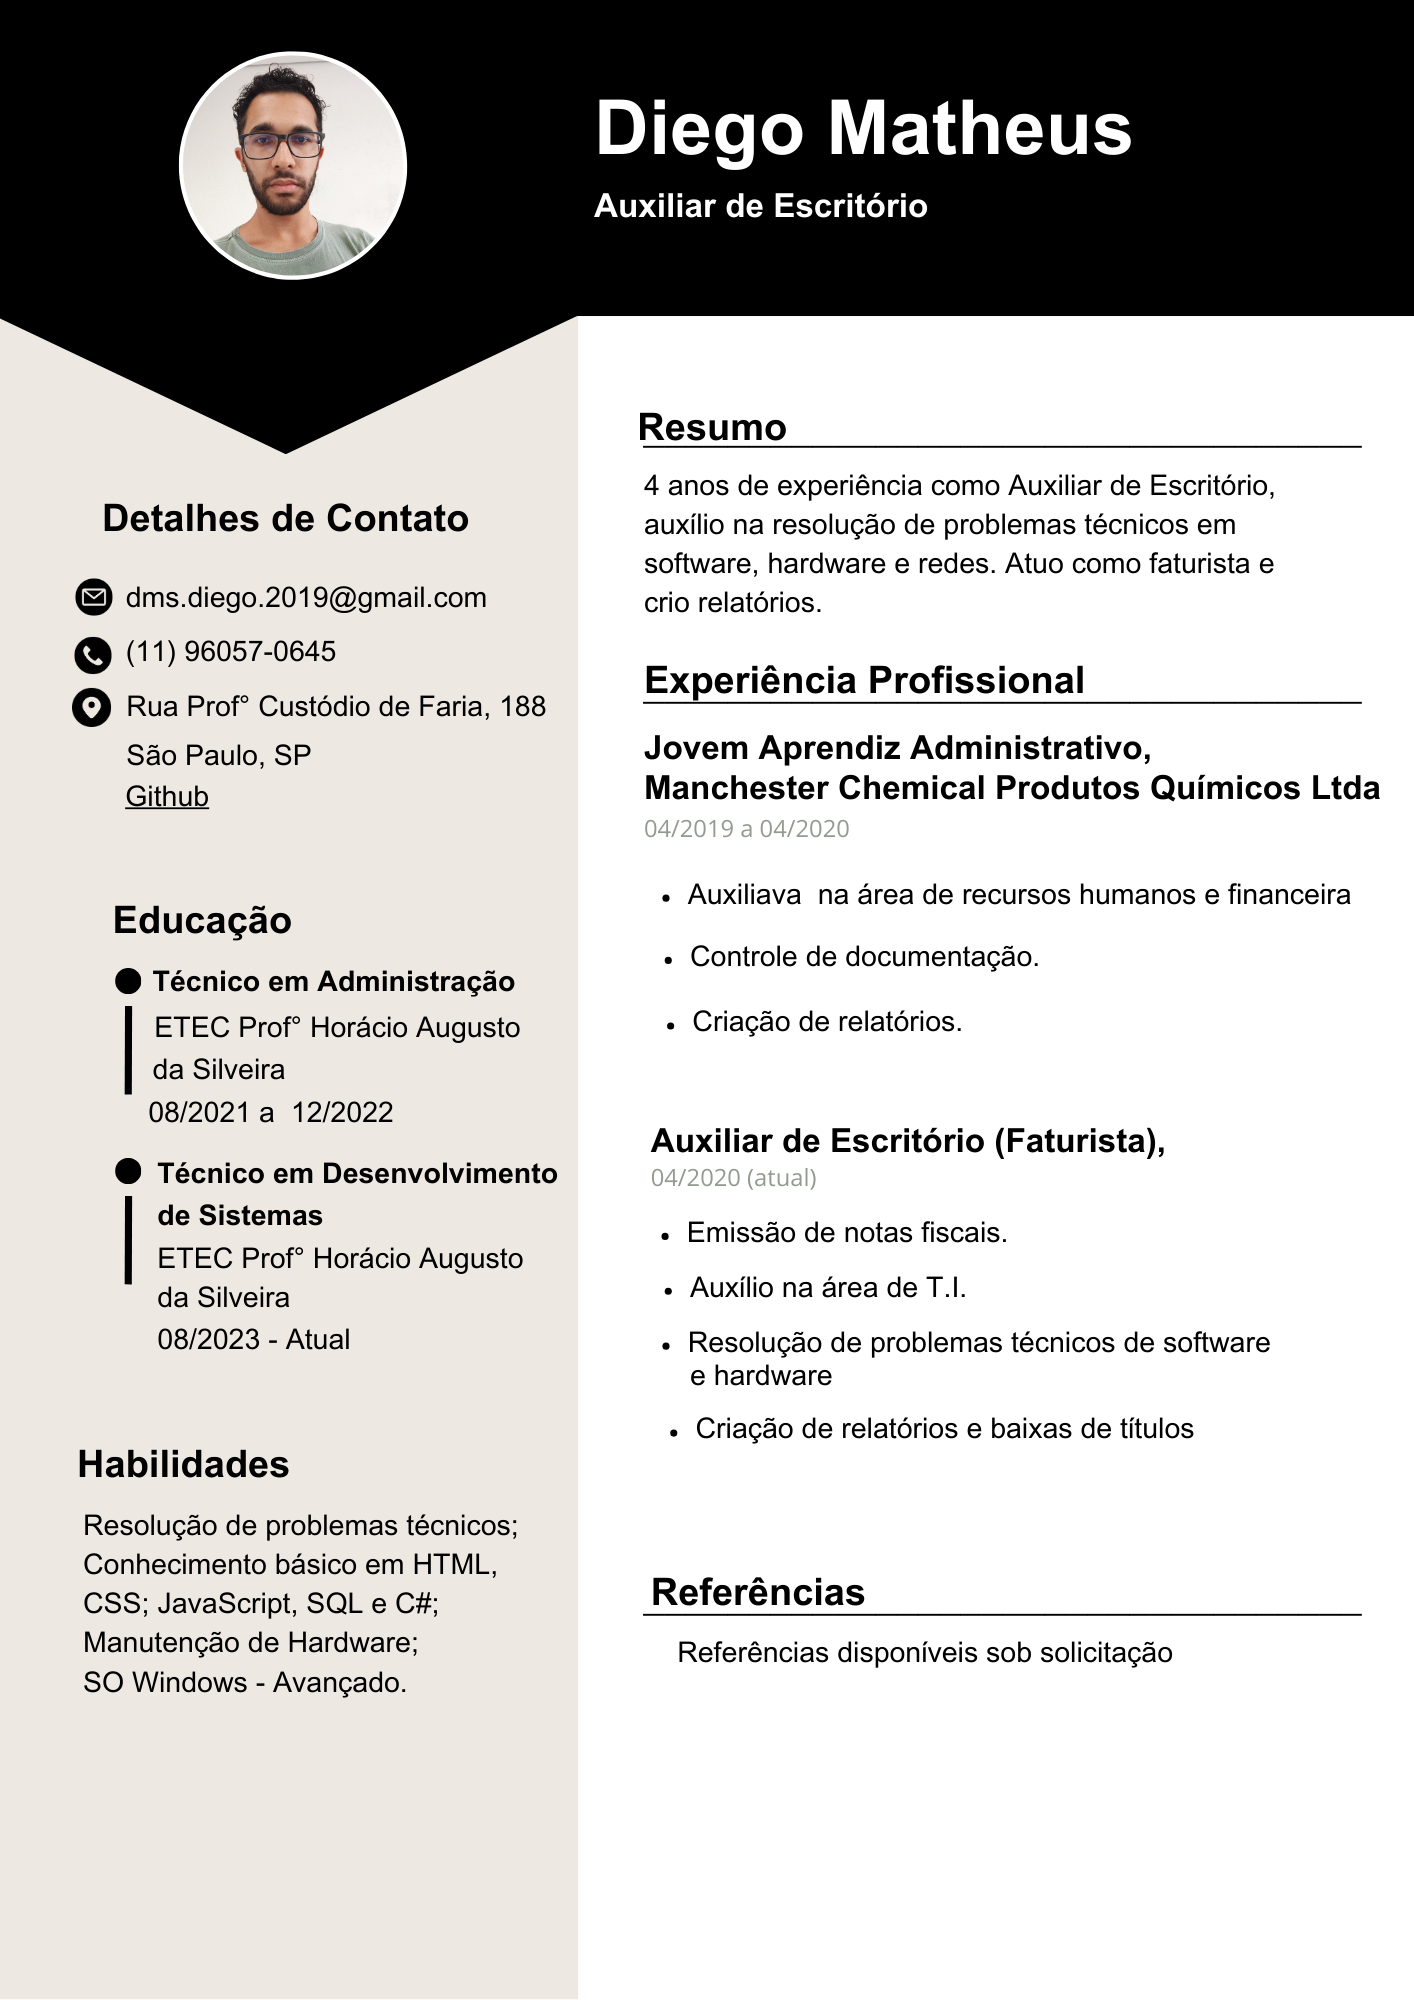 Diego Matheus
Auxiliar de Escritório
Detalhes de Contato
dms.diego.2019@gmail.com
(11) 96057-0645
Rua Prof° Custódio de Faria, 188
São Paulo, SP
Github
Educação
Técnico em Administração
ETEC Prof° Horácio Augusto
da Silveira
08/2021 a  12/2022
Técnico em Desenvolvimento
de Sistemas
ETEC Prof° Horácio Augusto
da Silveira
08/2023 - Atual
Habilidades
Resolução de problemas técnicos;
Conhecimento básico em HTML,
CSS; JavaScript, SQL e C#;
Manutenção de Hardware;
SO Windows - Avançado.
Resumo
4 anos de experiência como Auxiliar de Escritório,
auxílio na resolução de problemas técnicos em
software, hardware e redes. Atuo como faturista e
crio relatórios.
Experiência Profissional
Jovem Aprendiz Administrativo,
Manchester Chemical Produtos Químicos Ltda
04/2019 a 04/2020
• Auxiliava  na área de recursos humanos e financeira
• Controle de documentação.
• Criação de relatórios.
Auxiliar de Escritório (Faturista),
04/2020 (atual)
• Emissão de notas fiscais.
• Auxílio na área de T.I.
• Resolução de problemas técnicos de software
e hardware
• Criação de relatórios e baixas de títulos
Referências
Referências disponíveis sob solicitação